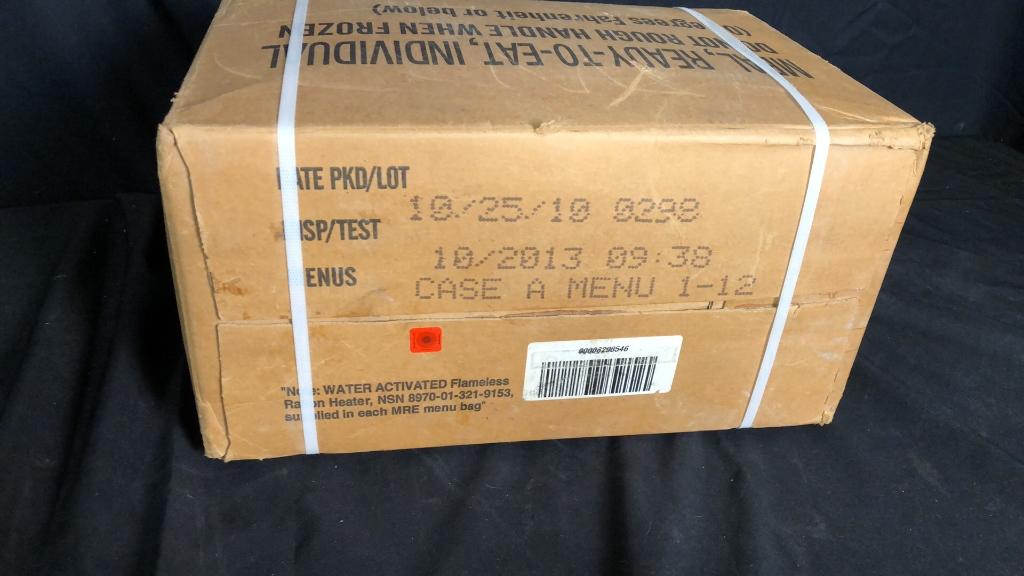 MEAL, READY-TO-EAT, INDIVIDUAL
DO NOT ROUGH HANDLE WHEN FROZEN
Fahrenheit or below)
DATE PKD/LOT
10/25/10 0298
INSP/TEST
10/2013 09:38
MENUS
CASE A MENU 1-12
00006298546
"Note: WATER ACTIVATED Flameless
Ration Heater, NSN 8970-01-321-9153,
supplied in each MRE menu bag"